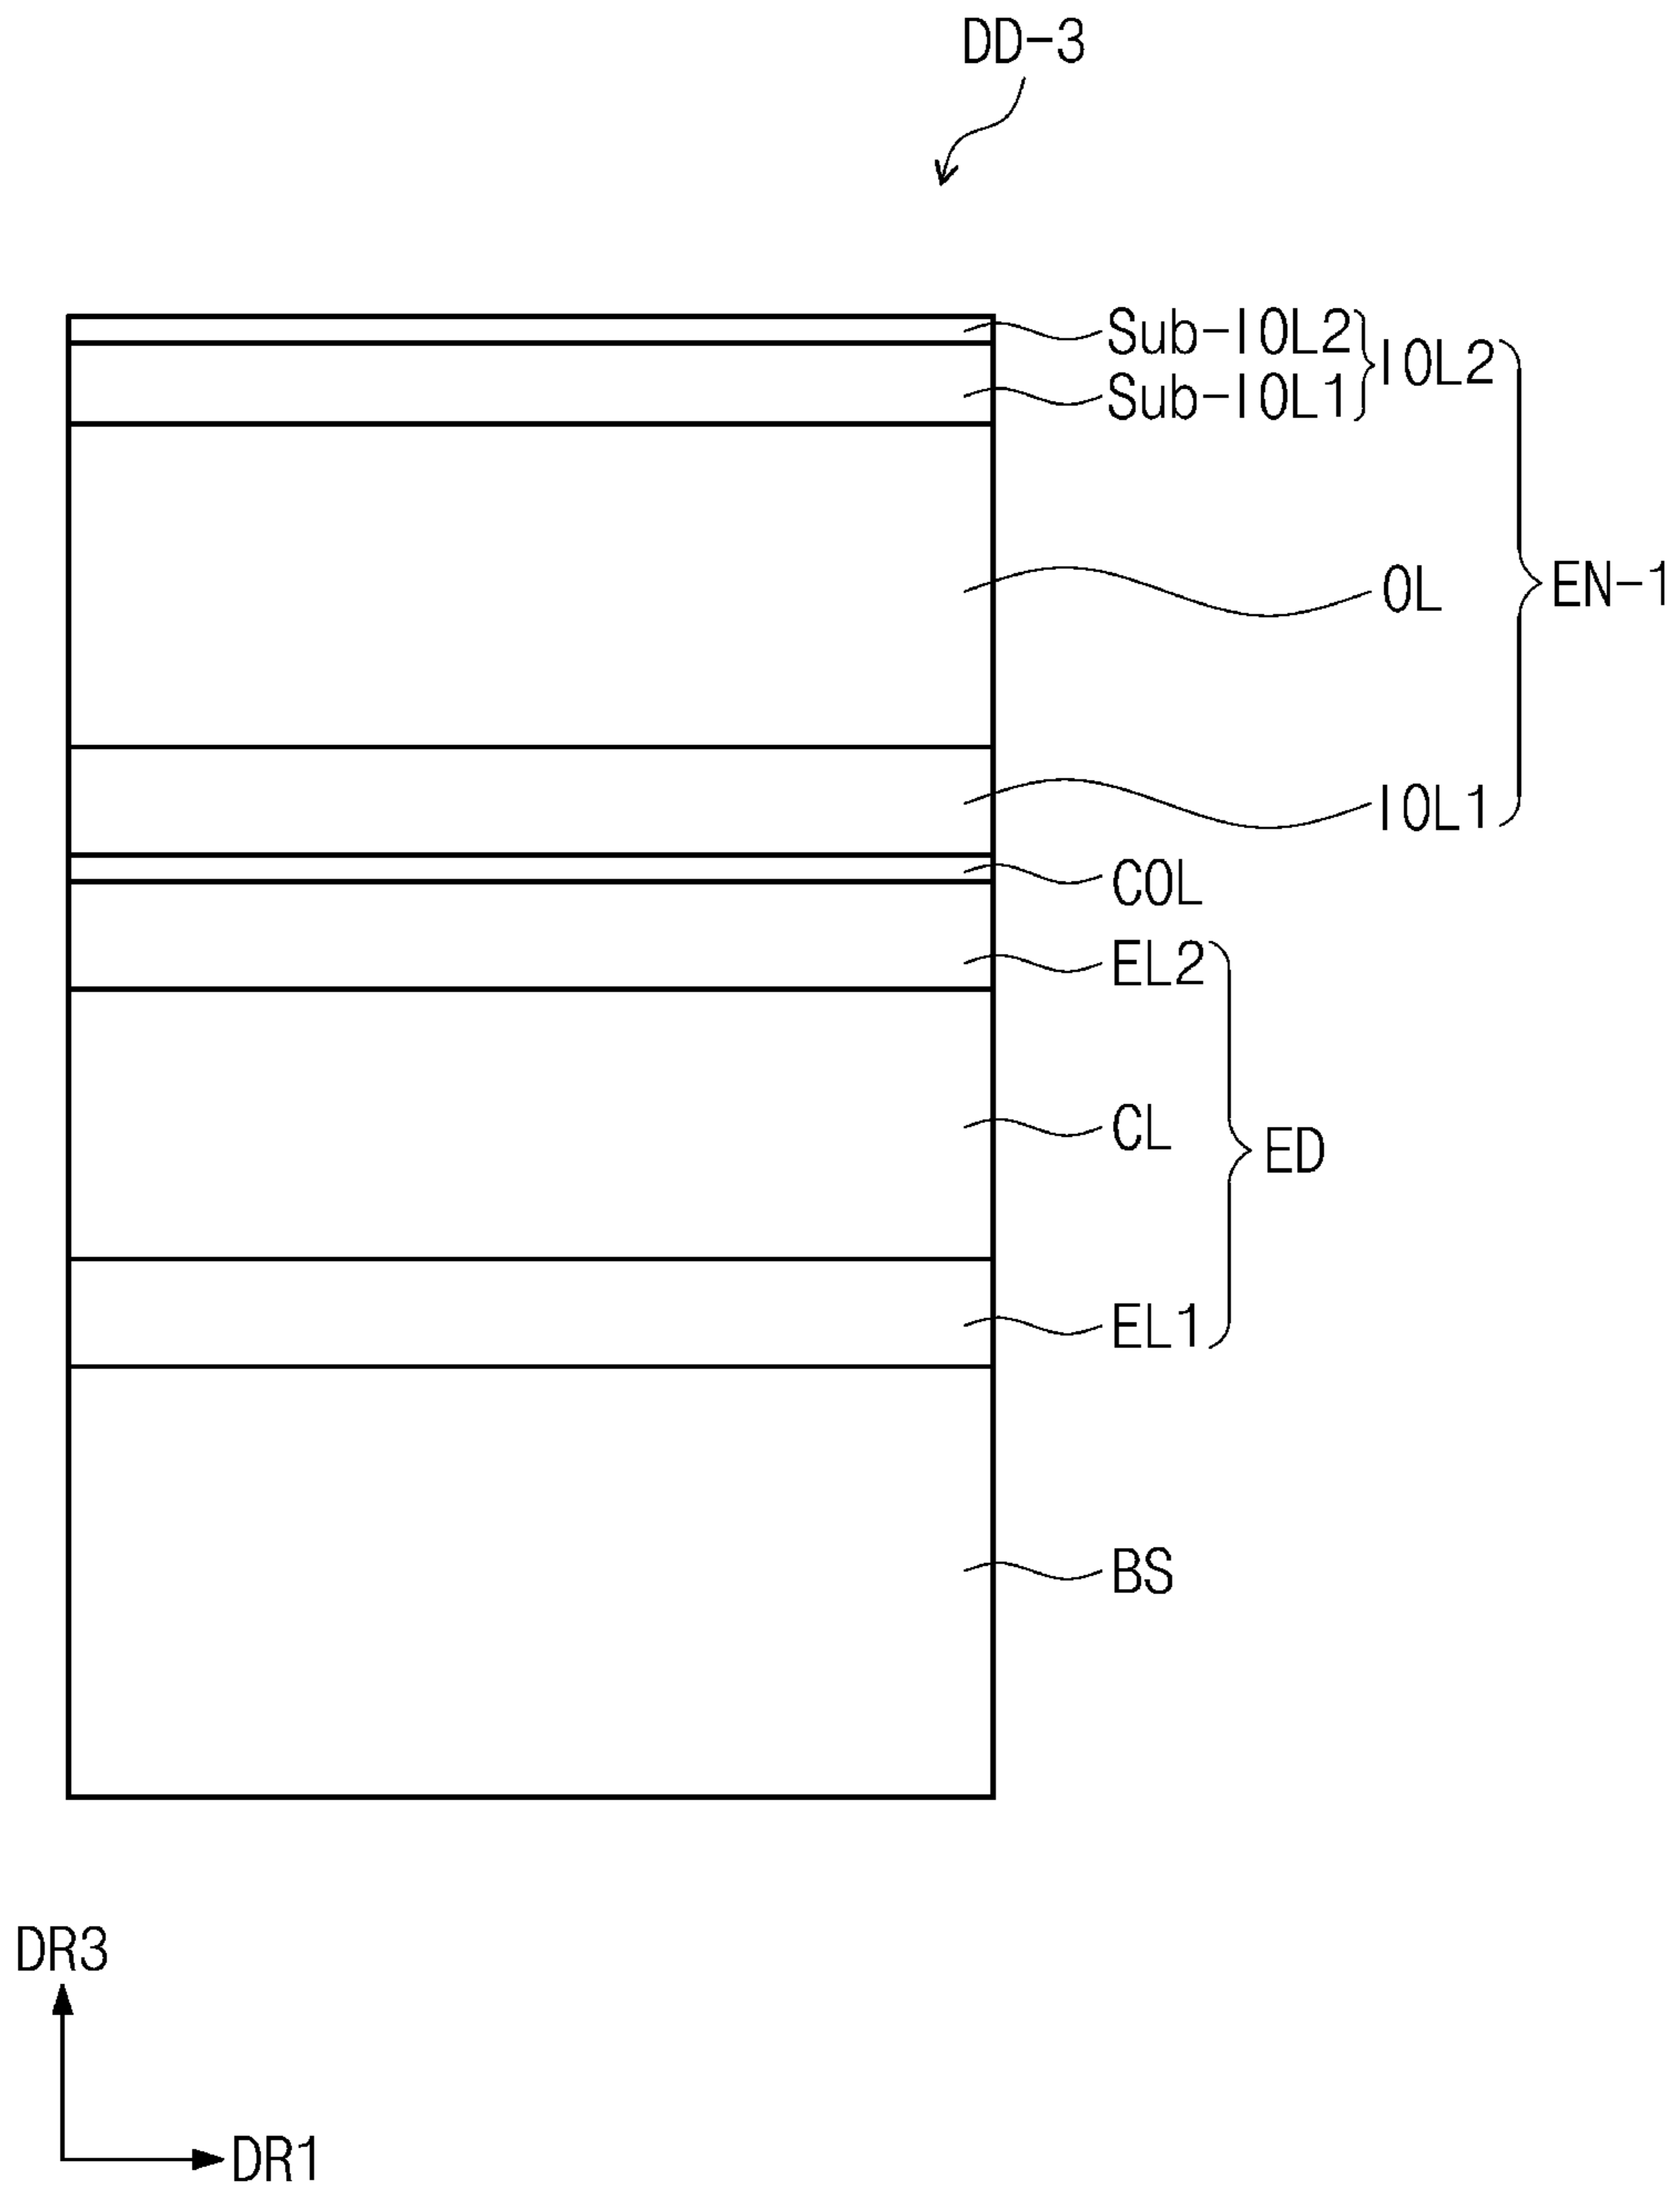 DD-3
Sub-IOL2
IOL2
Sub-IOL1
OL
EN-1
IOL1
COL
EL2
CL
ED
EL1
BS
DR3
DR1